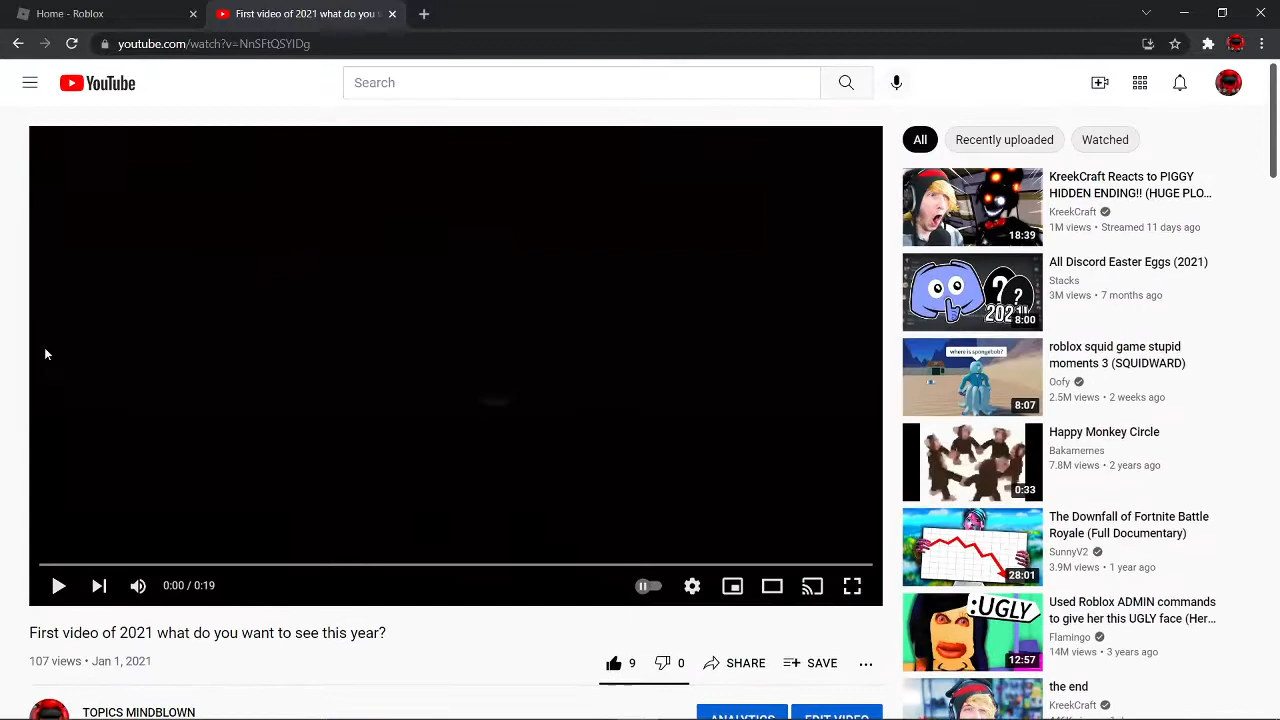 Home - Roblox
First video of 2021 what do you
youtube.com/watch?v=NnSFtQSYIDg
YouTube
Search
All
Recently uploaded
Watched
KreekCraft Reacts to PIGGY
HIDDEN ENDING!! (HUGE PLO...
KreekCraft
1M views • Streamed 11 days ago
18:39
All Discord Easter Eggs (2021)
Stacks
3M views • 7 months ago
? ?
2021
8:00
roblox squid game stupid
moments 3 (SQUIDWARD)
Oofy
2.5M views • 2 weeks ago
where is spongebob?
8:07
Happy Monkey Circle
Bakamemes
7.8M views • 2 years ago
0:33
The Downfall of Fortnite Battle
Royale (Full Documentary)
SunnyV2
3.9M views • 1 year ago
28:01
Used Roblox ADMIN commands
to give her this UGLY face (Her...
Flamingo
14M views • 3 years ago
:UGLY
12:57
the end
KreekCraft
0:00 / 0:19
First video of 2021 what do you want to see this year?
107 views • Jan 1, 2021
9
0
SHARE
SAVE
TOPICS MINDBLOWN
ANALYTICS
EDIT VIDEO